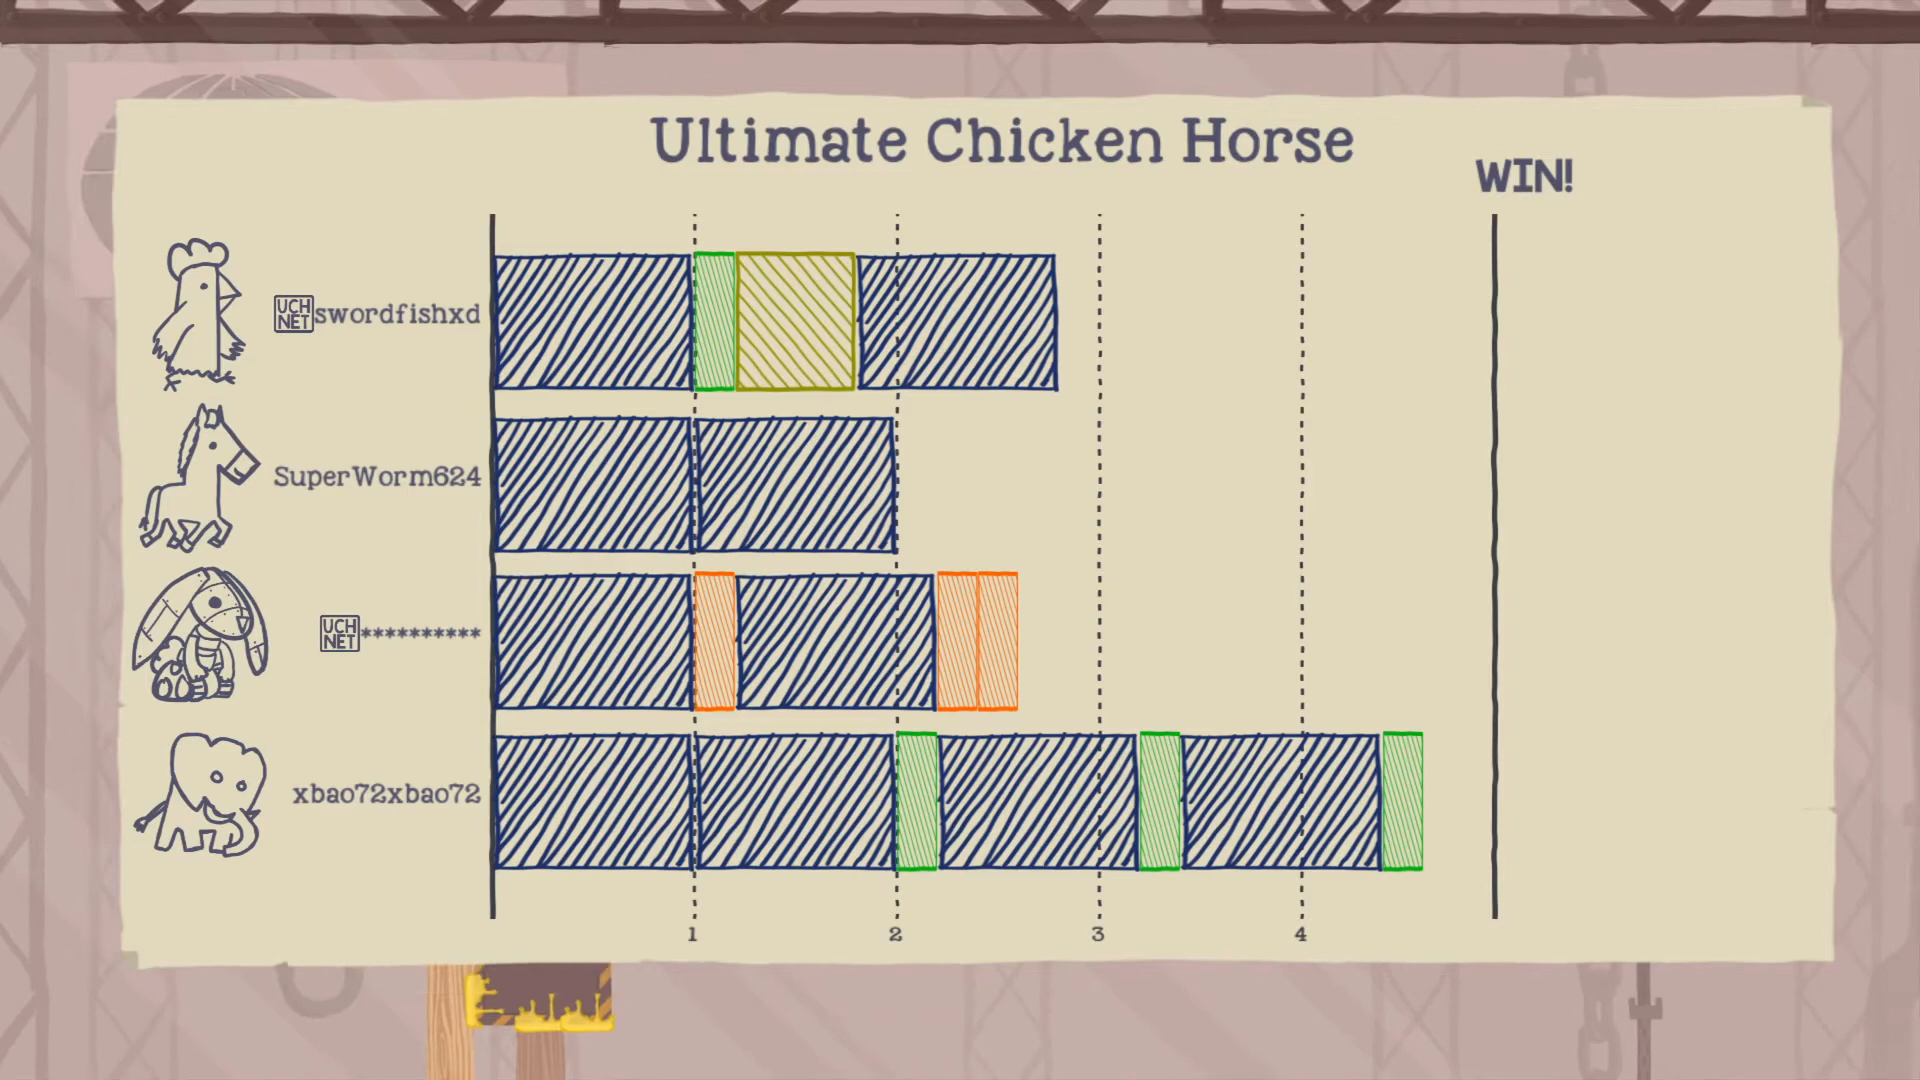 Ultimate Chicken Horse
WIN!
UCH NET swordfishxd
SuperWorm624
UCH NET **********
xbao72xbao72
1 2 3 4